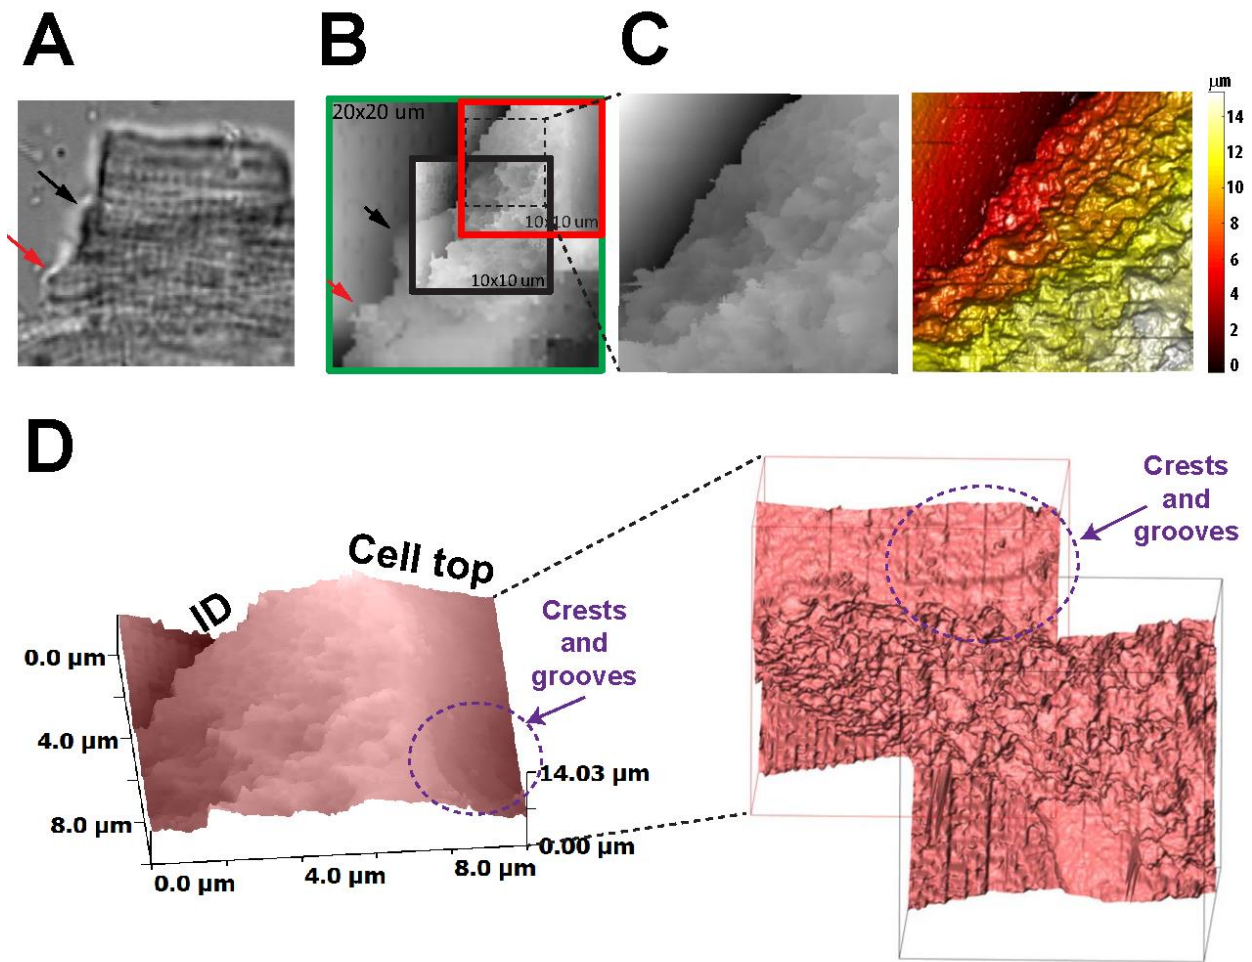 A
B
C
20x20 um
10x10 um
10x10 um
μm
14
12
10
8
6
4
2
0
D
Cell top
ID
Crests
and
grooves
0.0 μm
4.0 μm
8.0 μm
0.0 μm
4.0 μm
8.0 μm
14.03 μm
0.00 μm
Crests
and
grooves